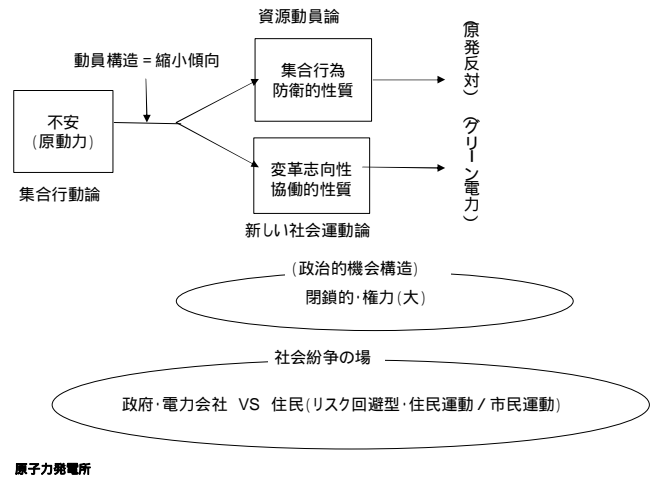 資源動員論
動員構造＝縮小傾向
集合行為
防衛的性質
(原発反対)
不安
(原動力)
集合行動論
変革志向性
協働的性質
(グリーン電力)
新しい社会運動論
(政治的機会構造)
閉鎖的・権力(大)
社会紛争の場
政府・電力会社 VS 住民(リスク回避型・住民運動/市民運動)
原子力発電所